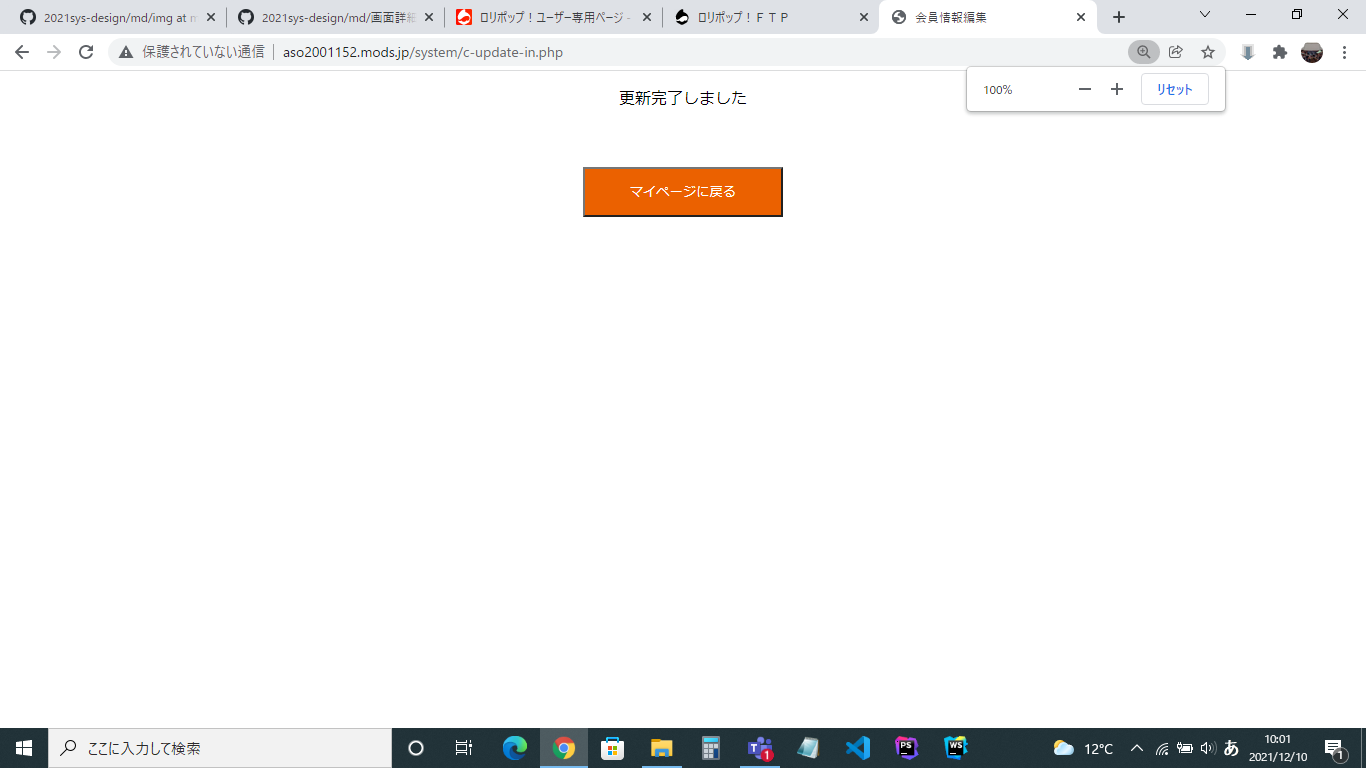 2021sys-design/md/img at m
2021sys-design/md/画面詳細
ロリポップ！ユーザー専用ページ -
ロリポップ！ＦＴＰ
会員情報編集
保護されていない通信 aso2001152.mods.jp/system/c-update-in.php
100% リセット
更新完了しました
マイページに戻る
ここに入力して検索
PS
WS
1
12°C
あ
10:01
2021/12/10
1